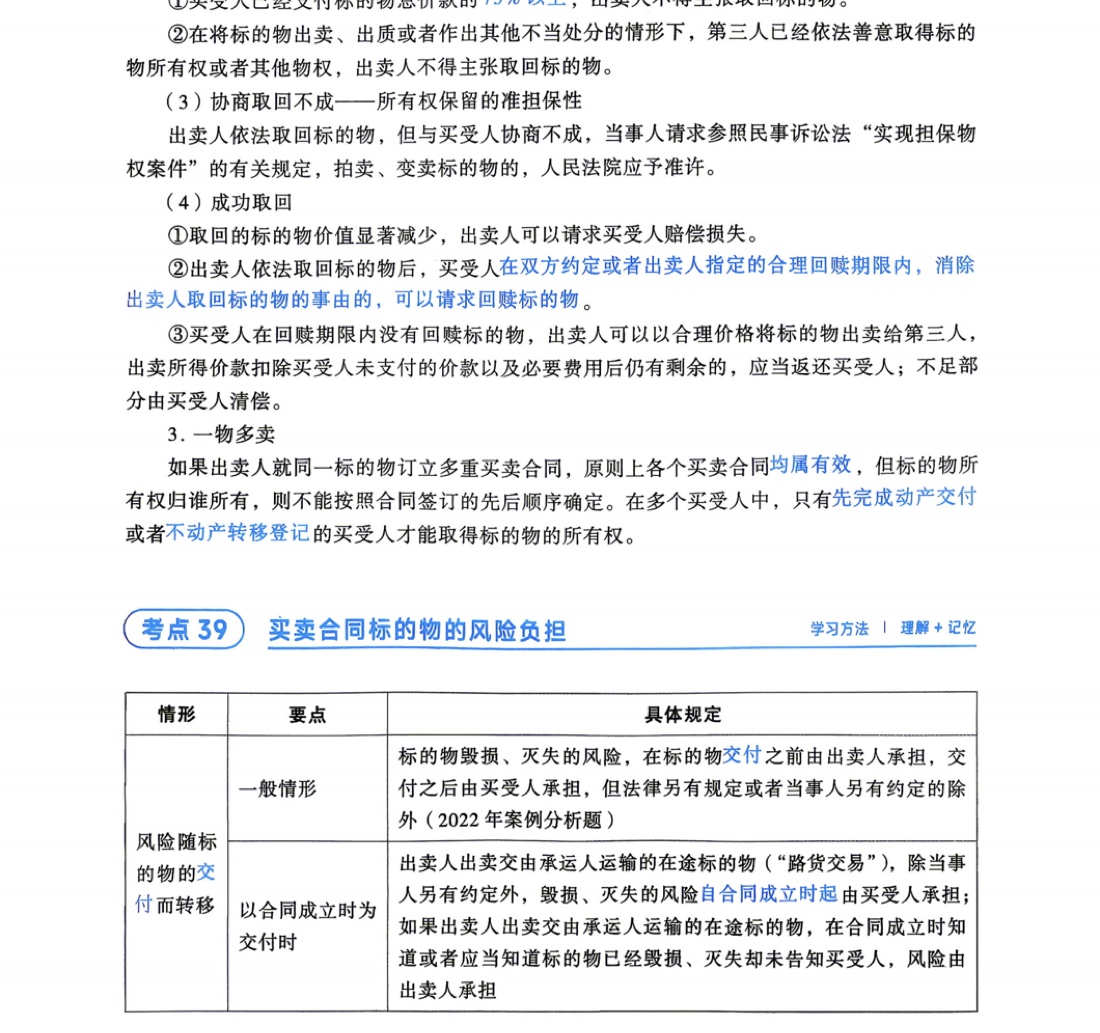 ①买受人已经支付标的物总价款的 75% 以上，出卖人不得主张取回标的物。
②在将标的物出卖、出质或者作出其他不当处分的情形下，第三人已经依法善意取得标的
物所有权或者其他物权，出卖人不得主张取回标的物。
（3）协商取回不成——所有权保留的准担保性
出卖人依法取回标的物，但与买受人协商不成，当事人请求参照民事诉讼法“实现担保物
权案件”的有关规定，拍卖、变卖标的物的，人民法院应予准许。
（4）成功取回
①取回的标的物价值显著减少，出卖人可以请求买受人赔偿损失。
②出卖人依法取回标的物后，买受人在双方约定或者出卖人指定的合理回赎期限内，消除
出卖人取回标的物的事由的，可以请求回赎标的物。
③买受人在回赎期限内没有回赎标的物，出卖人可以以合理价格将标的物出卖给第三人，
出卖所得价款扣除买受人未支付的价款以及必要费用后仍有剩余的，应当返还买受人；不足部
分由买受人清偿。
3. 一物多卖
如果出卖人就同一标的物订立多重买卖合同，原则上各个买卖合同均属有效，但标的物所
有权归谁所有，则不能按照合同签订的先后顺序确定。在多个买受人中，只有先完成动产交付
或者不动产转移登记的买受人才能取得标的物的所有权。
考点 39 买卖合同标的物的风险负担 学习方法 | 理解 + 记忆
情形 要点 具体规定
风险随标
的物的交
付而转移
一般情形
标的物毁损、灭失的风险，在标的物交付之前由出卖人承担，交
付之后由买受人承担，但法律另有规定或者当事人另有约定的除
外（2022 年案例分析题）
以合同成立时为
交付时
出卖人出卖交由承运人运输的在途标的物（“路货交易”），除当事
人另有约定外，毁损、灭失的风险自合同成立时起由买受人承担；
如果出卖人出卖交由承运人运输的在途标的物，在合同成立时知
道或者应当知道标的物已经毁损、灭失却未告知买受人，风险由
出卖人承担